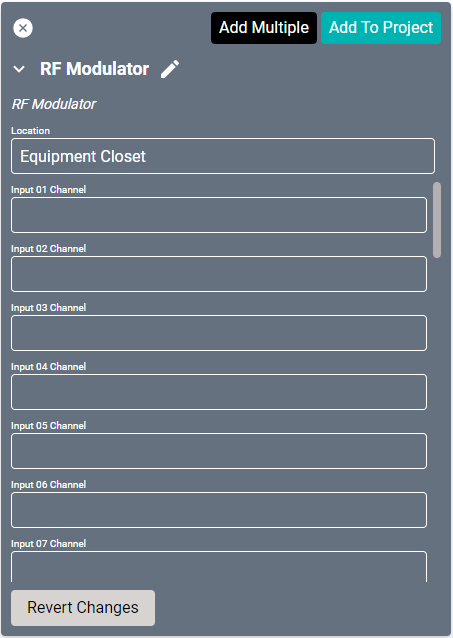 Add Multiple
Add To Project
RF Modulator
RF Modulator
Location
Equipment Closet
Input 01 Channel
Input 02 Channel
Input 03 Channel
Input 04 Channel
Input 05 Channel
Input 06 Channel
Input 07 Channel
Revert Changes